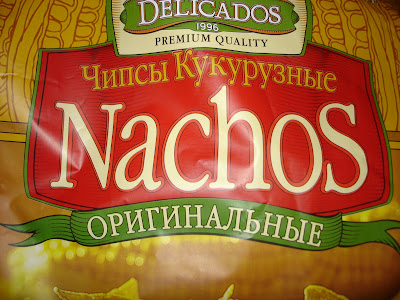 DELICADOS
1996
PREMIUM QUALITY
Чипсы Кукурузные
Nachos
ОРИГИНАЛЬНЫЕ